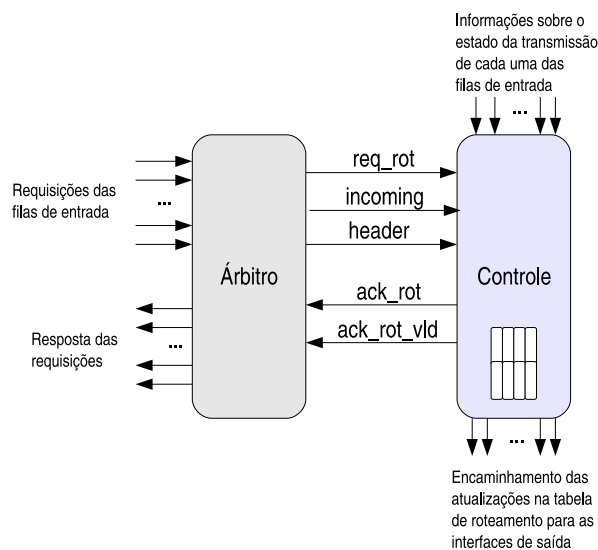 Informações sobre o
estado da transmissão
de cada uma das
filas de entrada
...
req_rot
incoming
header
Requisições das
filas de entrada
...
Árbitro
Controle
ack_rot
ack_rot_vld
Resposta das
requisições
...
...
Encaminhamento das
atualizações na tabela
de roteamento para as
interfaces de saída